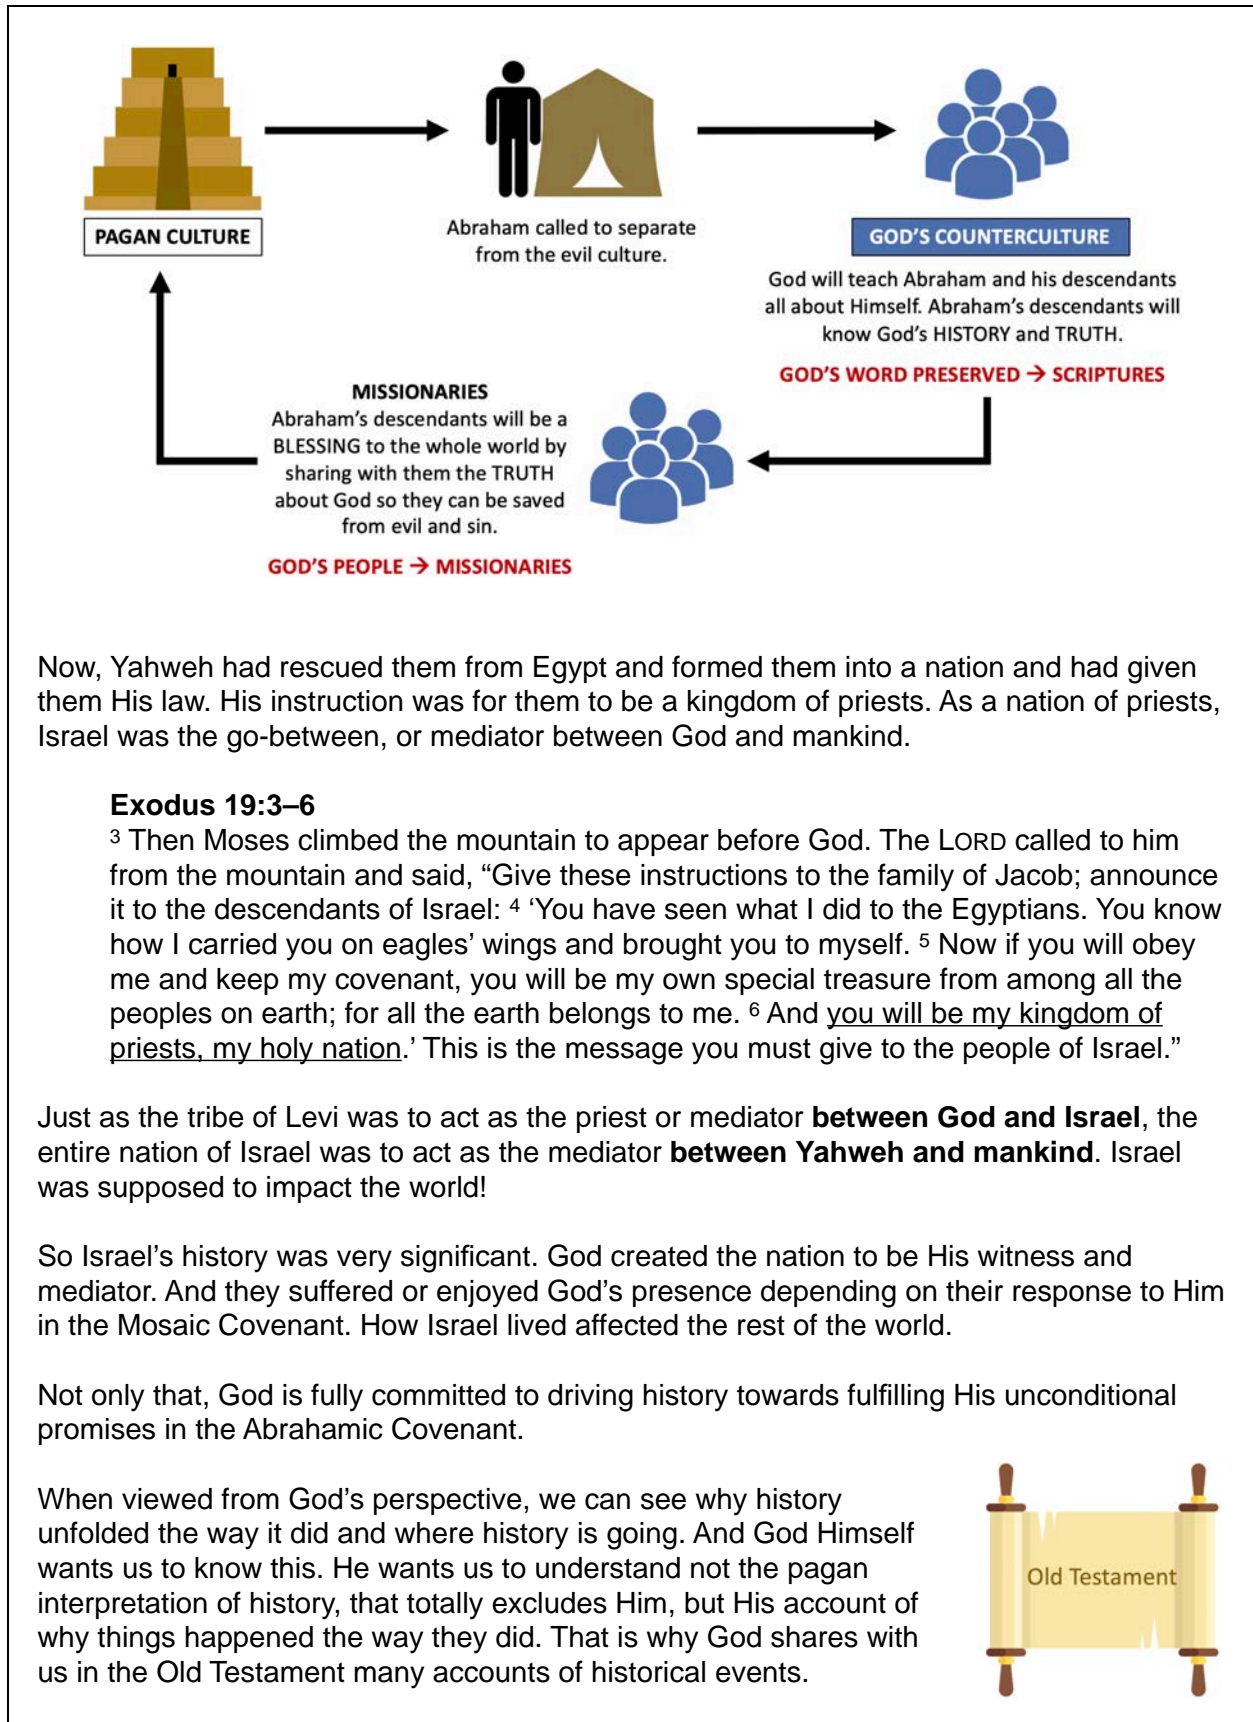 PAGAN CULTURE
Abraham called to separate
from the evil culture.
GOD'S COUNTERCULTURE
God will teach Abraham and his descendants
all about Himself. Abraham's descendants will
know God's HISTORY and TRUTH.
GOD'S WORD PRESERVED → SCRIPTURES
MISSIONARIES
Abraham's descendants will be a
BLESSING to the whole world by
sharing with them the TRUTH
about God so they can be saved
from evil and sin.
GOD'S PEOPLE → MISSIONARIES
Now, Yahweh had rescued them from Egypt and formed them into a nation and had given
them His law. His instruction was for them to be a kingdom of priests. As a nation of priests,
Israel was the go-between, or mediator between God and mankind.
Exodus 19:3–6
3 Then Moses climbed the mountain to appear before God. The LORD called to him
from the mountain and said, “Give these instructions to the family of Jacob; announce
it to the descendants of Israel: 4 ‘You have seen what I did to the Egyptians. You know
how I carried you on eagles’ wings and brought you to myself. 5 Now if you will obey
me and keep my covenant, you will be my own special treasure from among all the
peoples on earth; for all the earth belongs to me. 6 And you will be my kingdom of
priests, my holy nation.’ This is the message you must give to the people of Israel.”
Just as the tribe of Levi was to act as the priest or mediator between God and Israel, the
entire nation of Israel was to act as the mediator between Yahweh and mankind. Israel
was supposed to impact the world!
So Israel’s history was very significant. God created the nation to be His witness and
mediator. And they suffered or enjoyed God’s presence depending on their response to Him
in the Mosaic Covenant. How Israel lived affected the rest of the world.
Not only that, God is fully committed to driving history towards fulfilling His unconditional
promises in the Abrahamic Covenant.
When viewed from God’s perspective, we can see why history
unfolded the way it did and where history is going. And God Himself
wants us to know this. He wants us to understand not the pagan
interpretation of history, that totally excludes Him, but His account of
why things happened the way they did. That is why God shares with
us in the Old Testament many accounts of historical events.
Old Testament